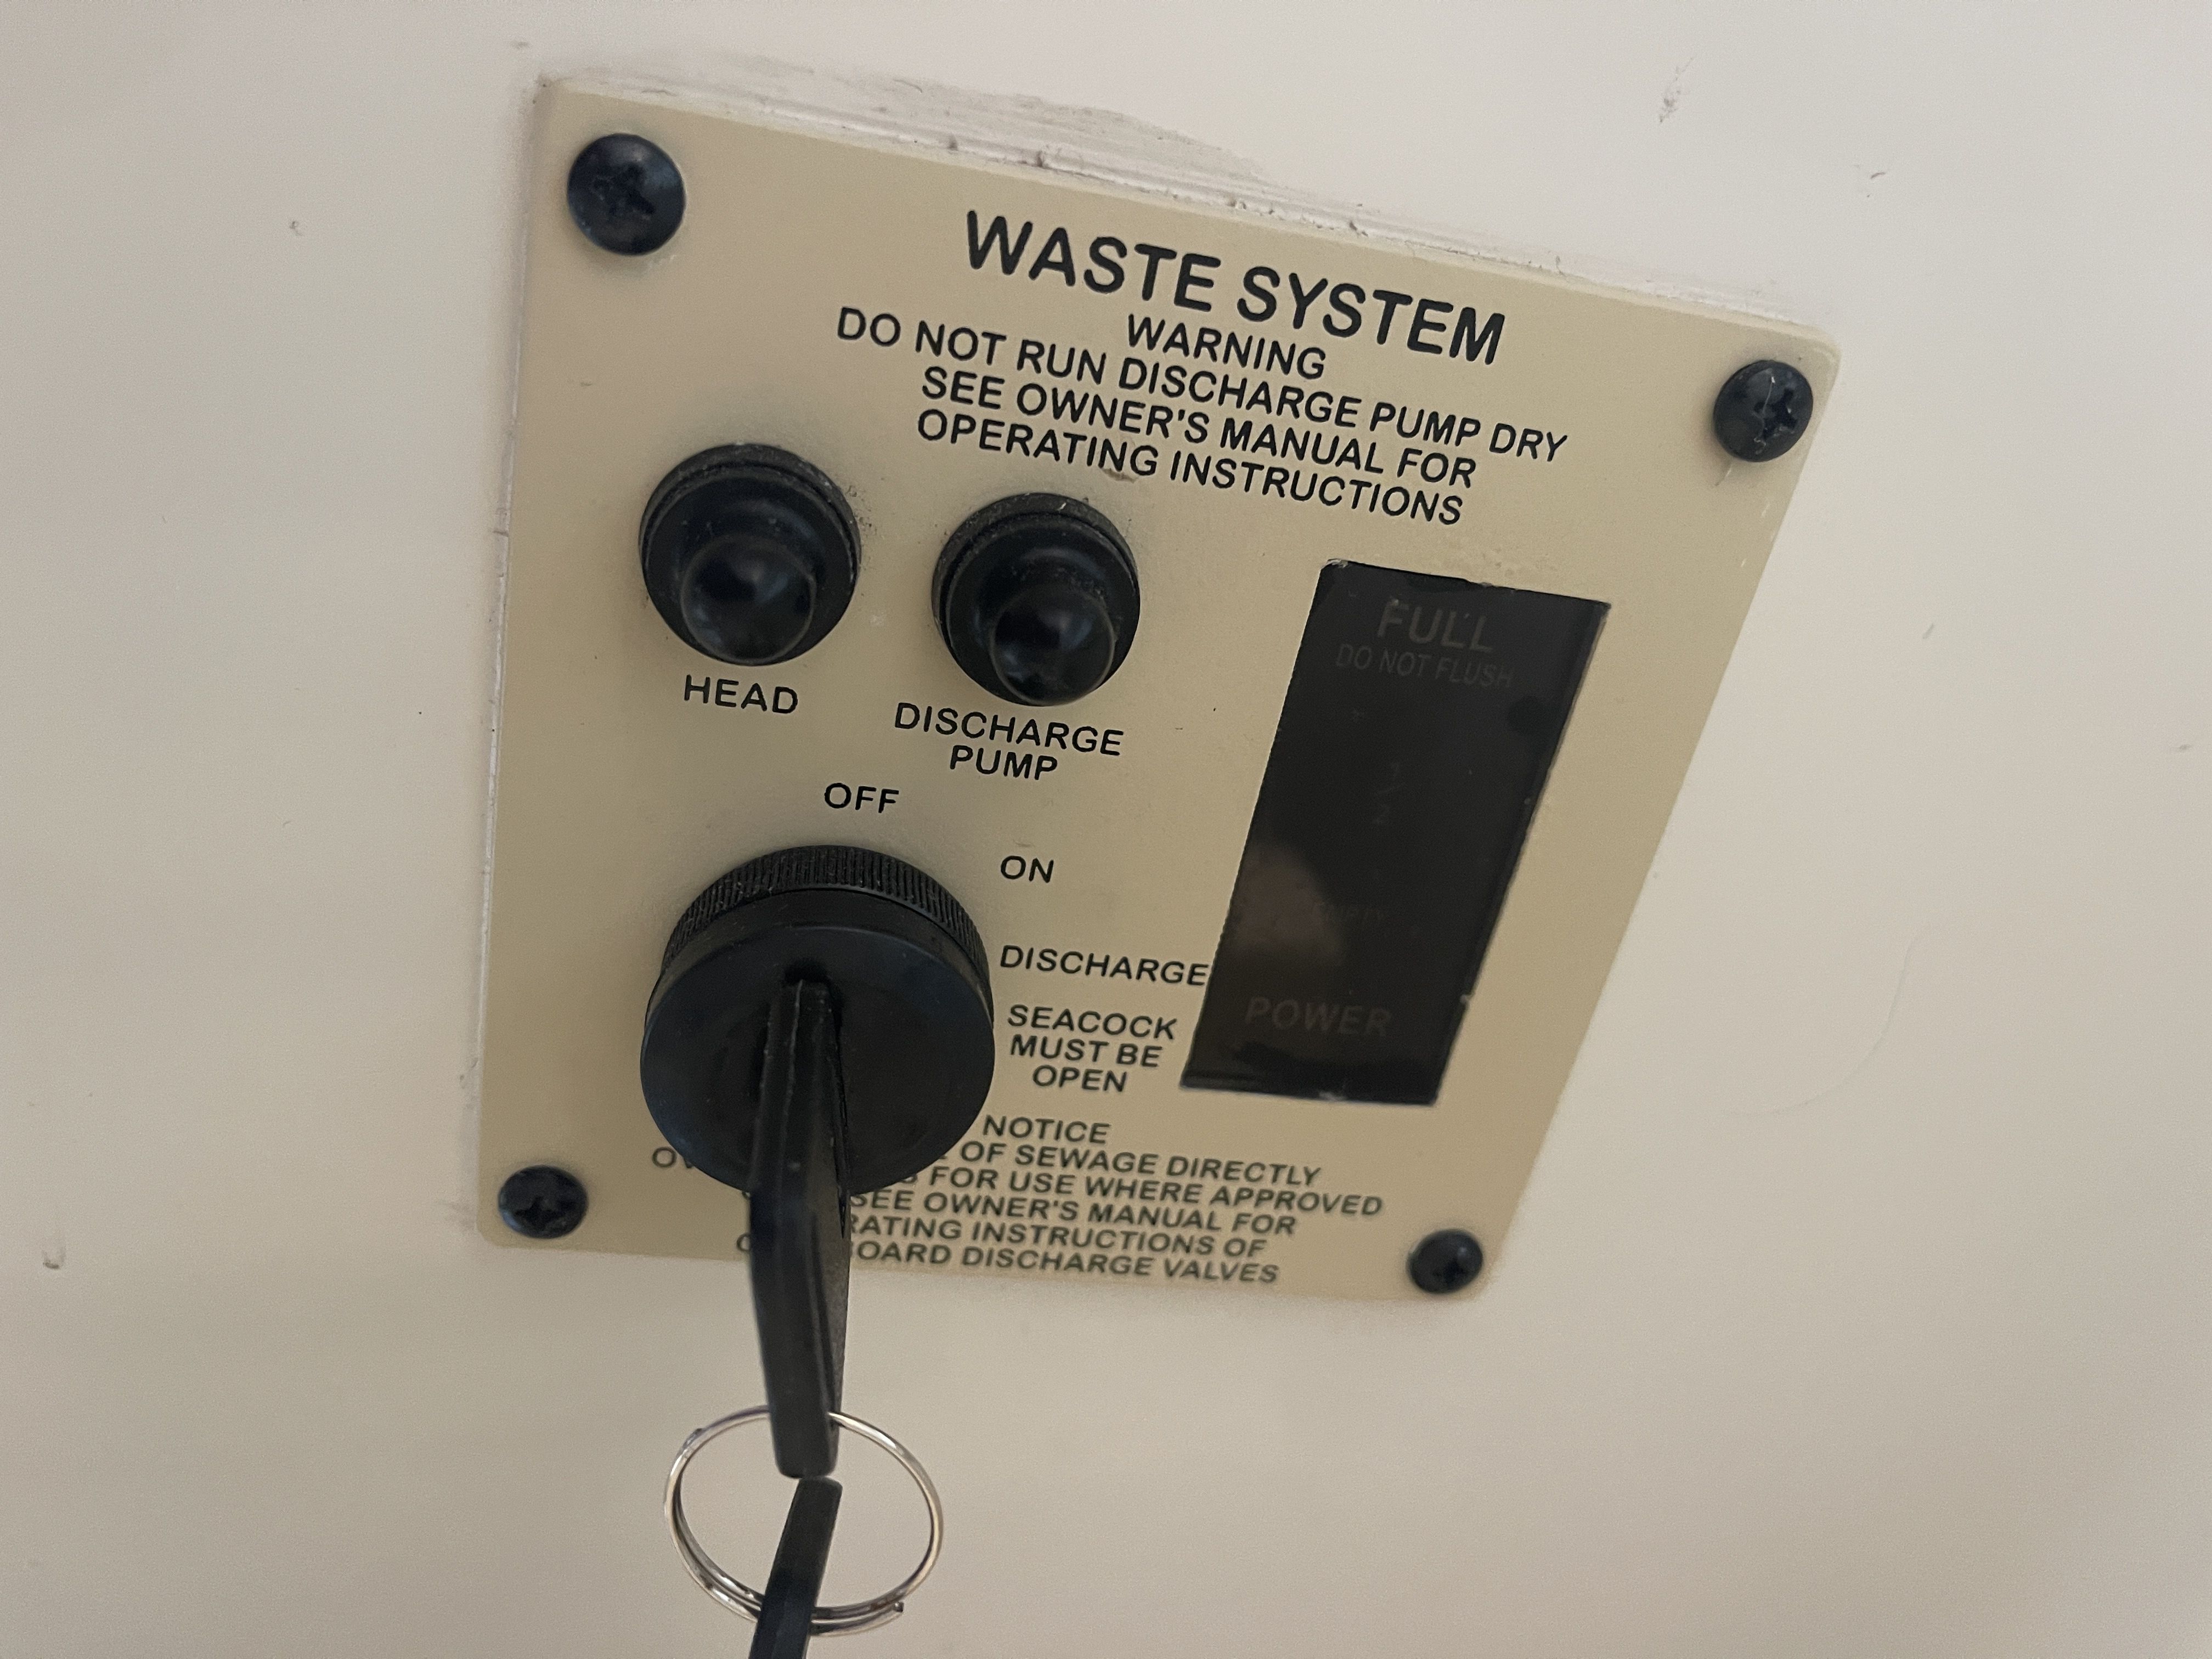 WASTE SYSTEM
WARNING
DO NOT RUN DISCHARGE PUMP DRY
SEE OWNER'S MANUAL FOR
OPERATING INSTRUCTIONS
HEAD
DISCHARGE
PUMP
OFF
ON
DISCHARGE
SEACOCK
MUST BE
OPEN
FULL
DO NOT FLUSH
EMPTY
POWER
NOTICE
OF SEWAGE DIRECTLY
FOR USE WHERE APPROVED
SEE OWNER'S MANUAL FOR
INSTRUCTIONS OF
DISCHARGE VALVES